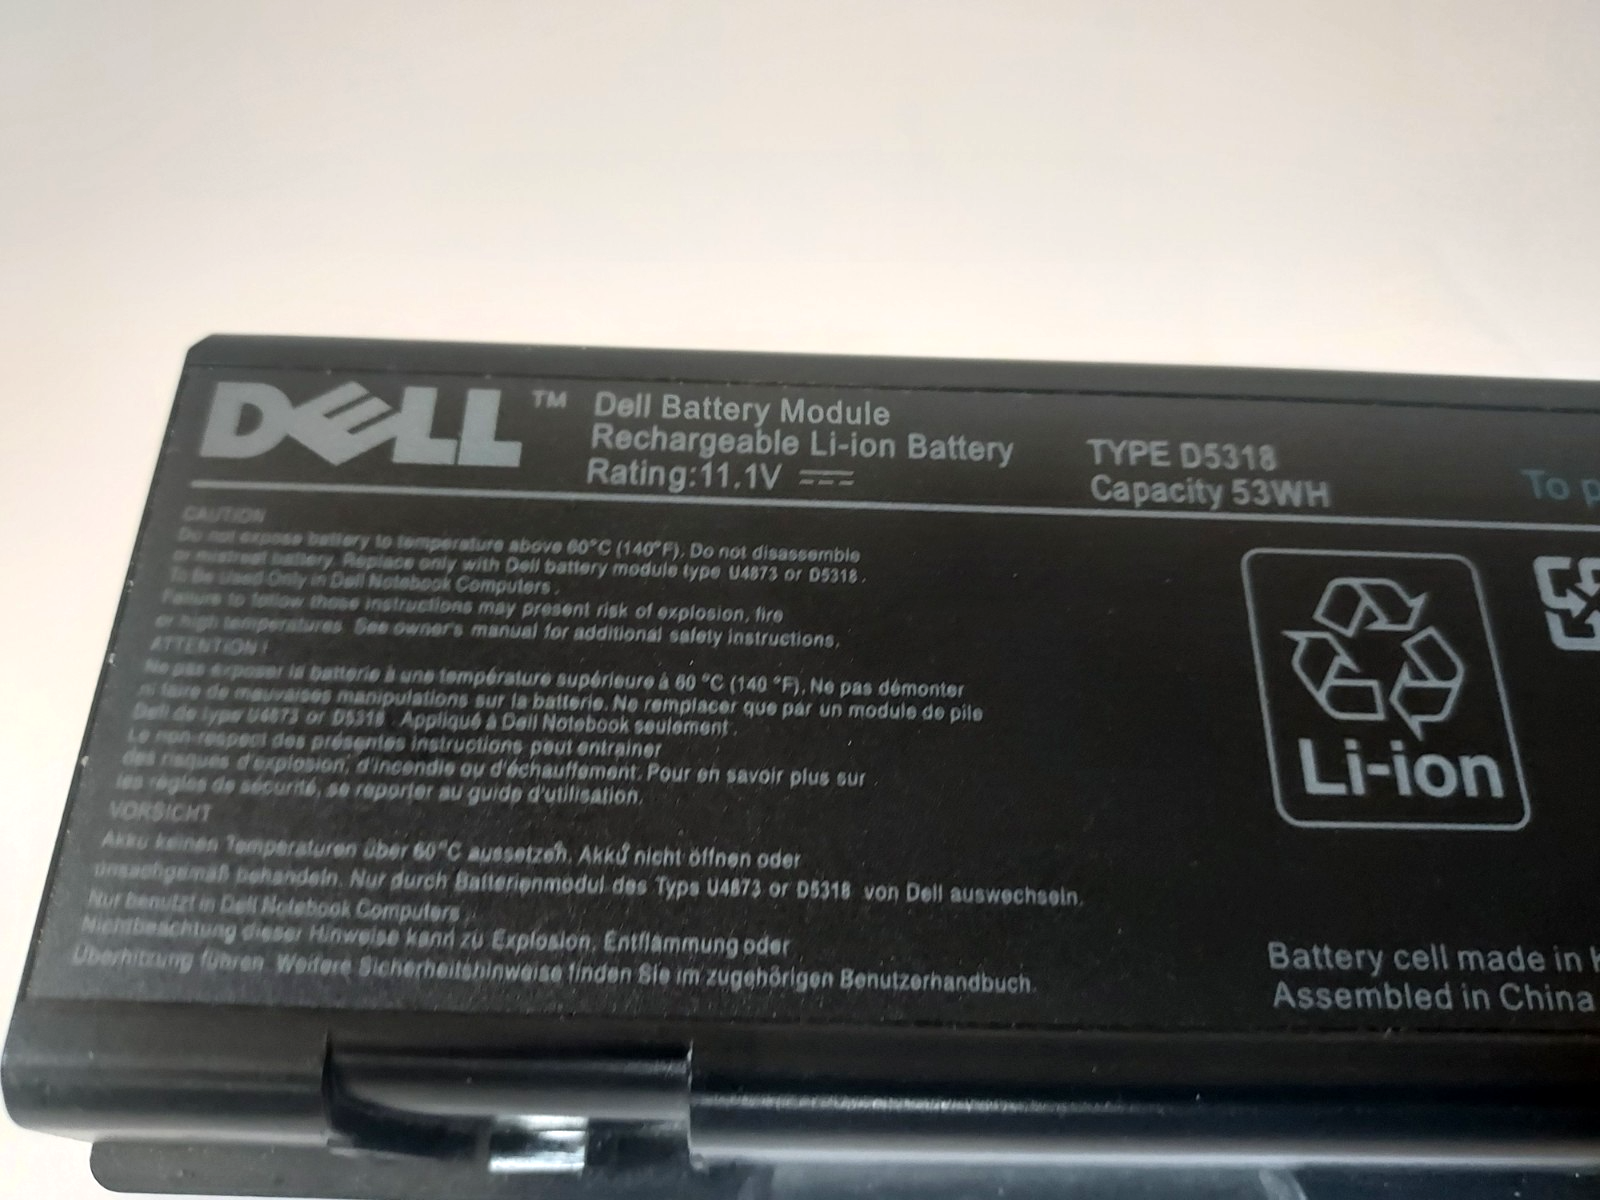 DELL™
Dell Battery Module
Rechargeable Li-ion Battery
Rating:11.1V
TYPE D5318
Capacity 53WH
To p
CAUTION
Do not expose battery to temperature above 60°C (140°F). Do not disassemble
or mistreat battery. Replace only with Dell battery module type U4873 or D5318.
To Be Used Only in Dell Notebook Computers.
Failure to follow these instructions may present risk of explosion, fire
or high temperatures. See owner's manual for additional safety instructions.
ATTENTION!
Ne pas exposer la batterie à une température supérieure à 60 °C (140 °F). Ne pas démonter
ni faire de mauvaises manipulations sur la batterie. Ne remplacer que par un module de pile
Dell de type U4873 or D5318. Appliqué à Dell Notebook seulement.
Le non-respect des présentes instructions peut entrainer
des risques d'explosion, d'incendie ou d'échauffement. Pour en savoir plus sur
les règles de sécurité, se reporter au guide d'utilisation.
VORSICHT
Akku keinen Temperaturen über 60°C aussetzen. Akku nicht öffnen oder
unsachgemäß behandeln. Nur durch Batterienmodul des Typs U4873 or D5318 von Dell auswechseln.
Nur benutzt in Dell Notebook Computers.
Nichtbeachtung dieser Hinweise kann zu Explosion, Entflammung oder
Überhitzung führen. Weitere Sicherheitshinweise finden Sie im zugehörigen Benutzerhandbuch.
Li-ion
Battery cell made in
Assembled in China